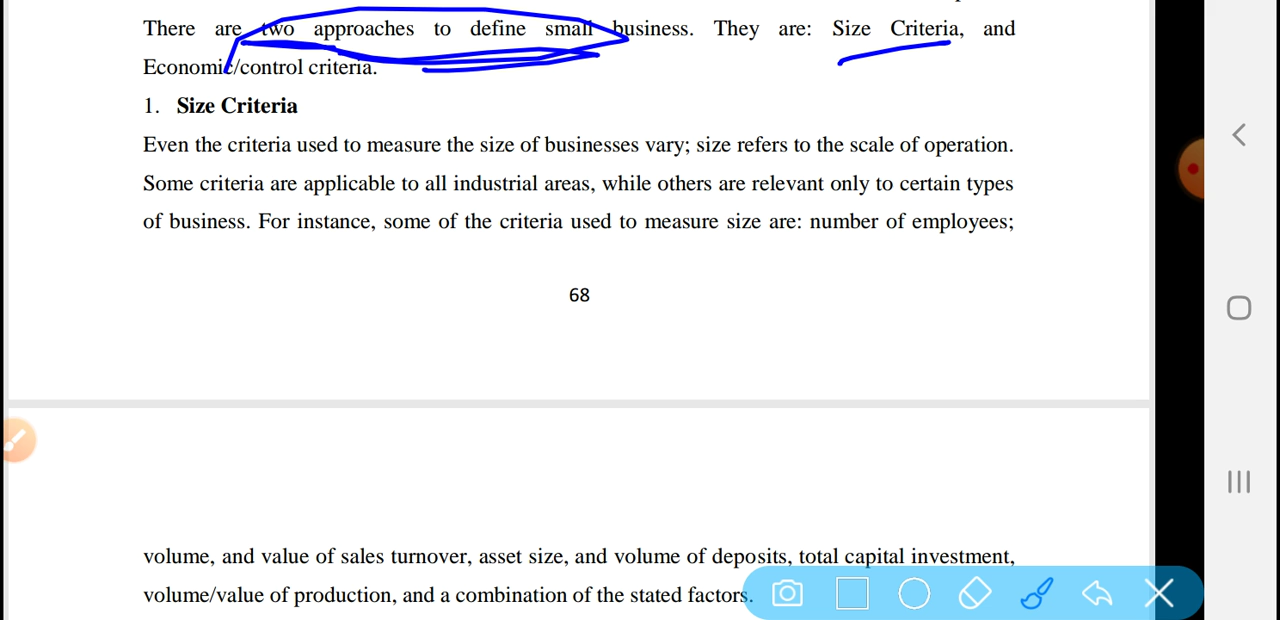 There are two approaches to define small business. They are: Size Criteria, and
Economic/control criteria.
1. Size Criteria
Even the criteria used to measure the size of businesses vary; size refers to the scale of operation.
Some criteria are applicable to all industrial areas, while others are relevant only to certain types
of business. For instance, some of the criteria used to measure size are: number of employees;
68
volume, and value of sales turnover, asset size, and volume of deposits, total capital investment,
volume/value of production, and a combination of the stated factors.